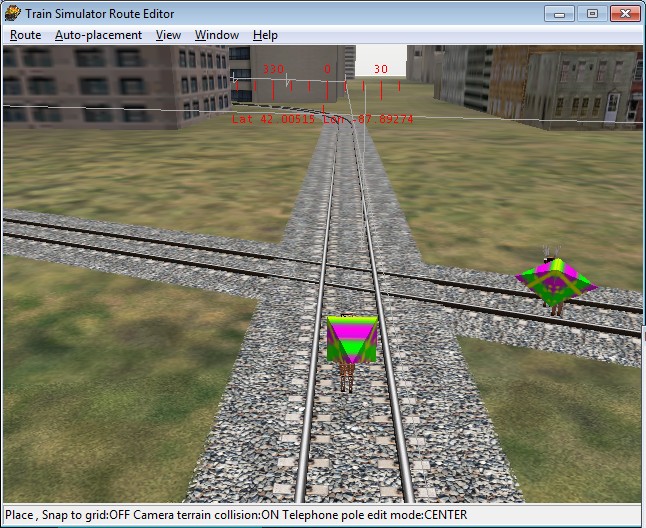 Train Simulator Route Editor
Route Auto-placement View Window Help
330 0 30
Lat 42 00515 Lon -87 89274
Place , Snap to grid:OFF Camera terrain collision:ON Telephone pole edit mode:CENTER